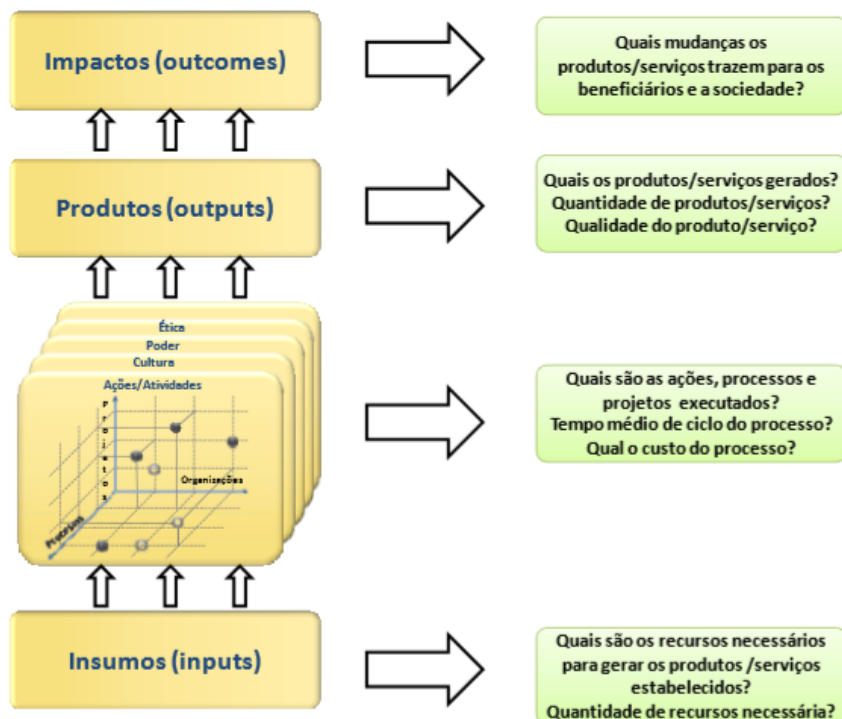 Impactos (outcomes)
Quais mudanças os
produtos/serviços trazem para os
beneficiários e a sociedade?
Produtos (outputs)
Quais os produtos/serviços gerados?
Quantidade de produtos/serviços?
Qualidade do produto/serviço?
Ética
Poder
Cultura
Ações/Atividades
Projetos
Organizações
Processos
Quais são as ações, processos e
projetos executados?
Tempo médio de ciclo do processo?
Qual o custo do processo?
Insumos (inputs)
Quais são os recursos necessários
para gerar os produtos /serviços
estabelecidos?
Quantidade de recursos necessária?